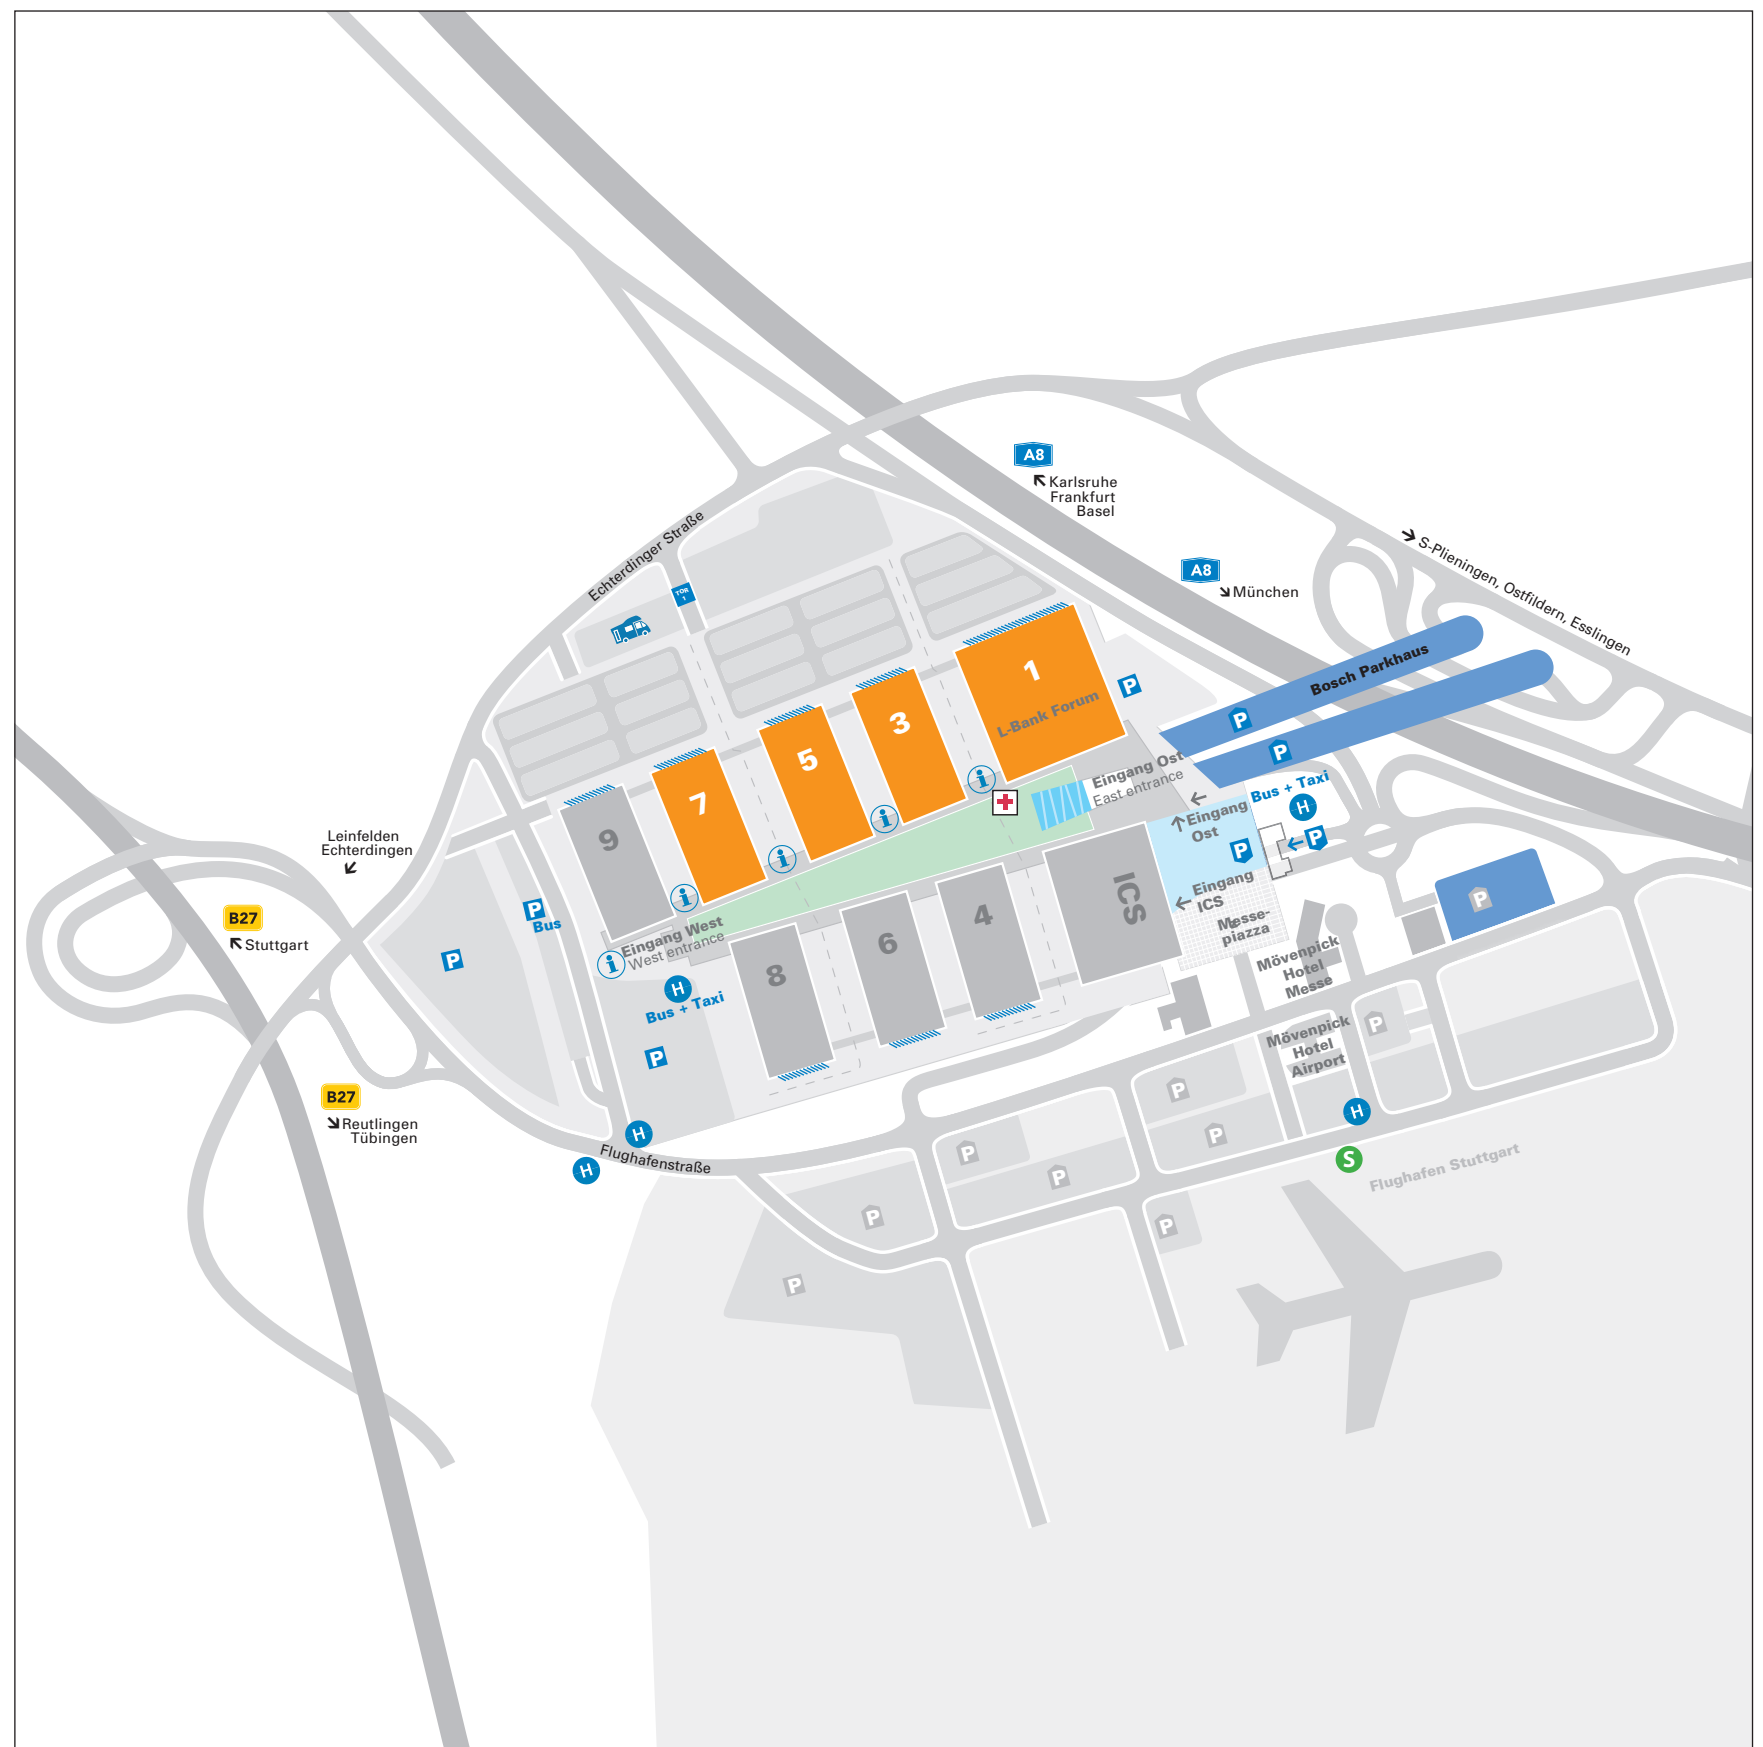 A8
Karlsruhe
Frankfurt
Basel
Echterdinger Straße
S-Plieningen, Ostfildern, Esslingen
A8
München
TOR
1
Bosch Parkhaus
1
L-Bank Forum
P
3
5
7
9
P
P
Eingang Ost
East entrance
Bus + Taxi
H
Eingang
Ost
P
P
i
i
i
i
i
Leinfelden
Echterdingen
B27
Stuttgart
P
Bus
P
Eingang West
West entrance
H
Bus + Taxi
P
8
6
4
ICS
Eingang
ICS
Messe-
piazza
P
Mövenpick
Hotel
Messe
Mövenpick
Hotel
Airport
P
B27
Reutlingen
Tübingen
H
H
Flughafenstraße
P
P
P
P
P
P
P
H
S
Flughafen Stuttgart